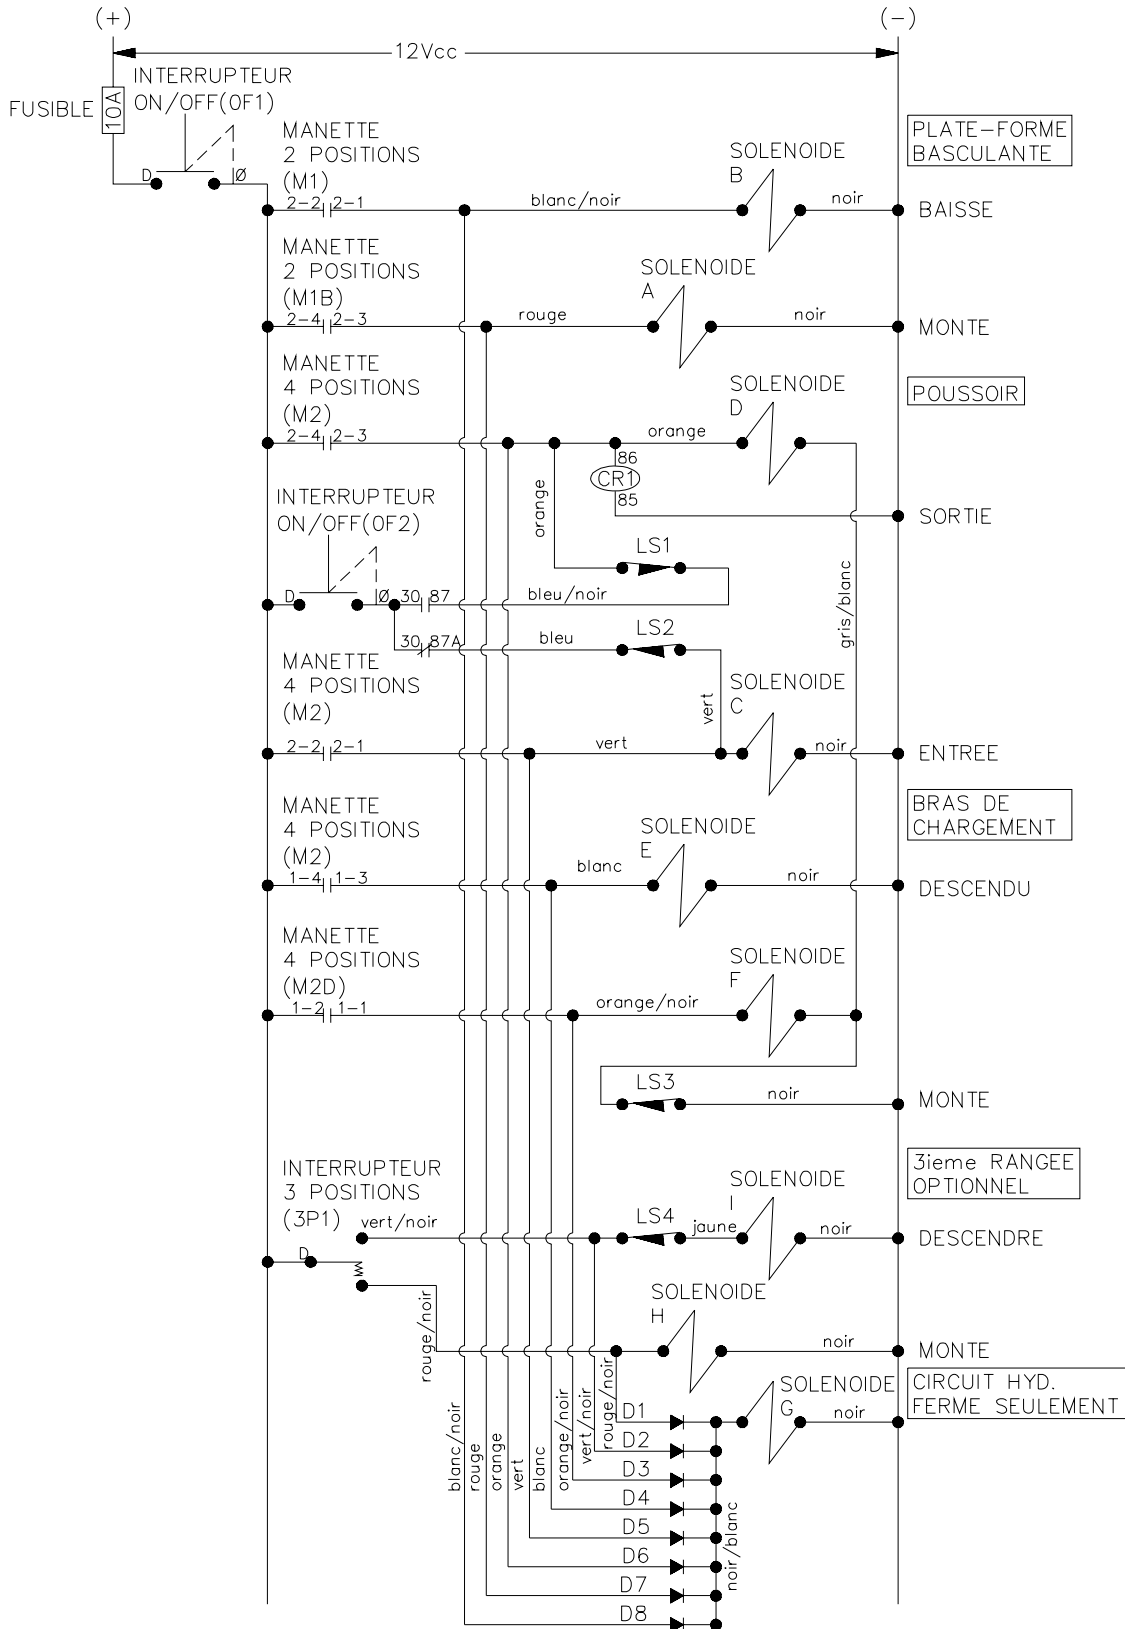 (+)
(-)
12Vcc
INTERRUPTEUR
ON/OFF(OF1)
FUSIBLE
10A
D
Ø
MANETTE
2 POSITIONS
(M1)
2-2
2-1
blanc/noir
SOLENOIDE
B
noir
PLATE-FORME
BASCULANTE
BAISSE
MANETTE
2 POSITIONS
(M1B)
2-4
2-3
rouge
SOLENOIDE
A
noir
MONTE
MANETTE
4 POSITIONS
(M2)
2-4
2-3
orange
SOLENOIDE
D
POUSSOIR
86
CR1
85
SORTIE
orange
INTERRUPTEUR
ON/OFF(OF2)
D
Ø
LS1
30
87
bleu/noir
gris/blanc
30
87A
bleu
LS2
vert
MANETTE
4 POSITIONS
(M2)
2-2
2-1
vert
SOLENOIDE
C
noir
ENTREE
MANETTE
4 POSITIONS
(M2)
1-4
1-3
blanc
SOLENOIDE
E
noir
BRAS DE
CHARGEMENT
DESCENDU
MANETTE
4 POSITIONS
(M2D)
1-2
1-1
orange/noir
SOLENOIDE
F
LS3
noir
MONTE
INTERRUPTEUR
3 POSITIONS
(3P1)
D
vert/noir
LS4
jaune
SOLENOIDE
I
noir
3ieme RANGEE
OPTIONNEL
DESCENDRE
rouge/noir
SOLENOIDE
H
noir
MONTE
CIRCUIT HYD.
FERME SEULEMENT
SOLENOIDE
G
noir
blanc/noir
rouge
orange
vert
blanc
orange/noir
vert/noir
rouge/noir
D1
D2
D3
D4
D5
D6
D7
D8
noir/blanc